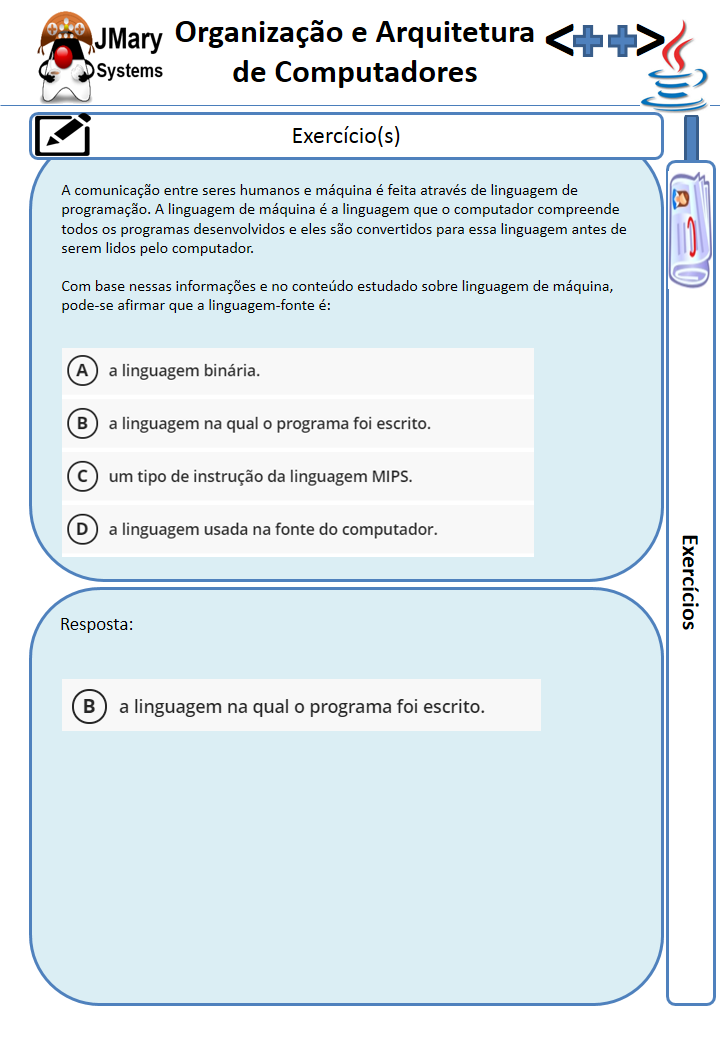 JMary
Systems
Organização e Arquitetura
de Computadores
<++>
Exercício(s)
A comunicação entre seres humanos e máquina é feita através de linguagem de
programação. A linguagem de máquina é a linguagem que o computador compreende
todos os programas desenvolvidos e eles são convertidos para essa linguagem antes de
serem lidos pelo computador.
Com base nessas informações e no conteúdo estudado sobre linguagem de máquina,
pode-se afirmar que a linguagem-fonte é:
A a linguagem binária.
B a linguagem na qual o programa foi escrito.
C um tipo de instrução da linguagem MIPS.
D a linguagem usada na fonte do computador.
Exercícios
Resposta:
B a linguagem na qual o programa foi escrito.